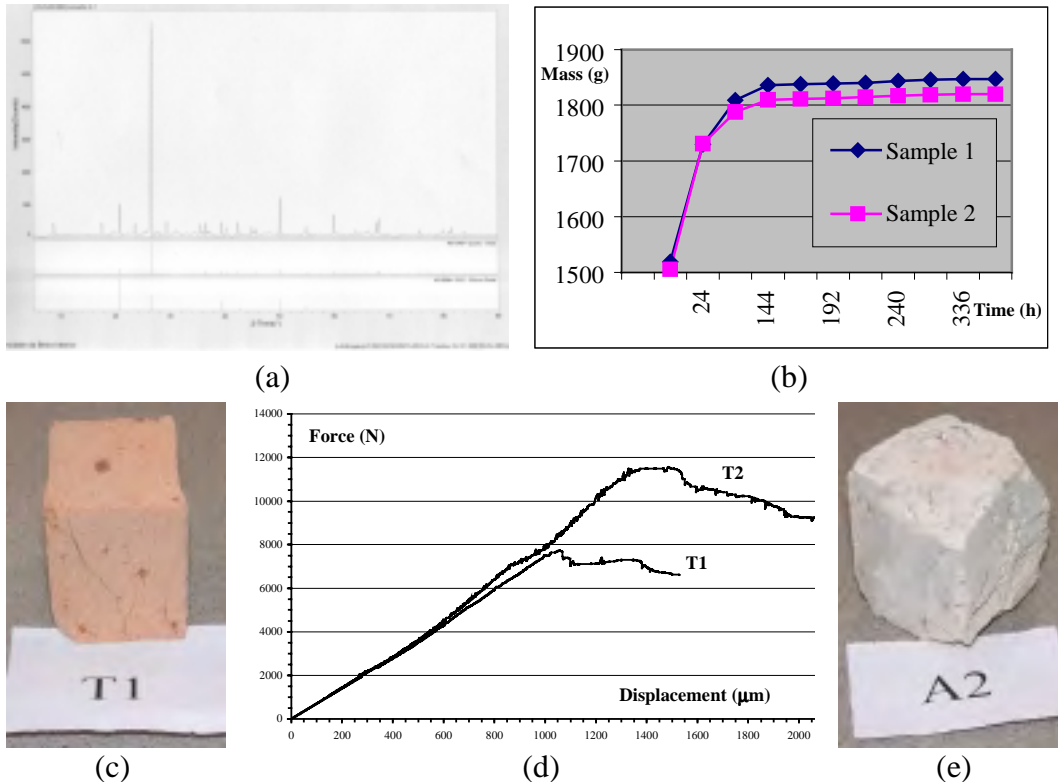 (a)
1900
Mass (g)
1800
1700
1600
1500
Sample 1
Sample 2
24
144
192
240
336
Time (h)
(b)
T1
(c)
14000
Force (N)
12000
10000
8000
6000
4000
2000
0
T2
T1
Displacement (μm)
0 200 400 600 800 1000 1200 1400 1600 1800 2000
(d)
A2
(e)